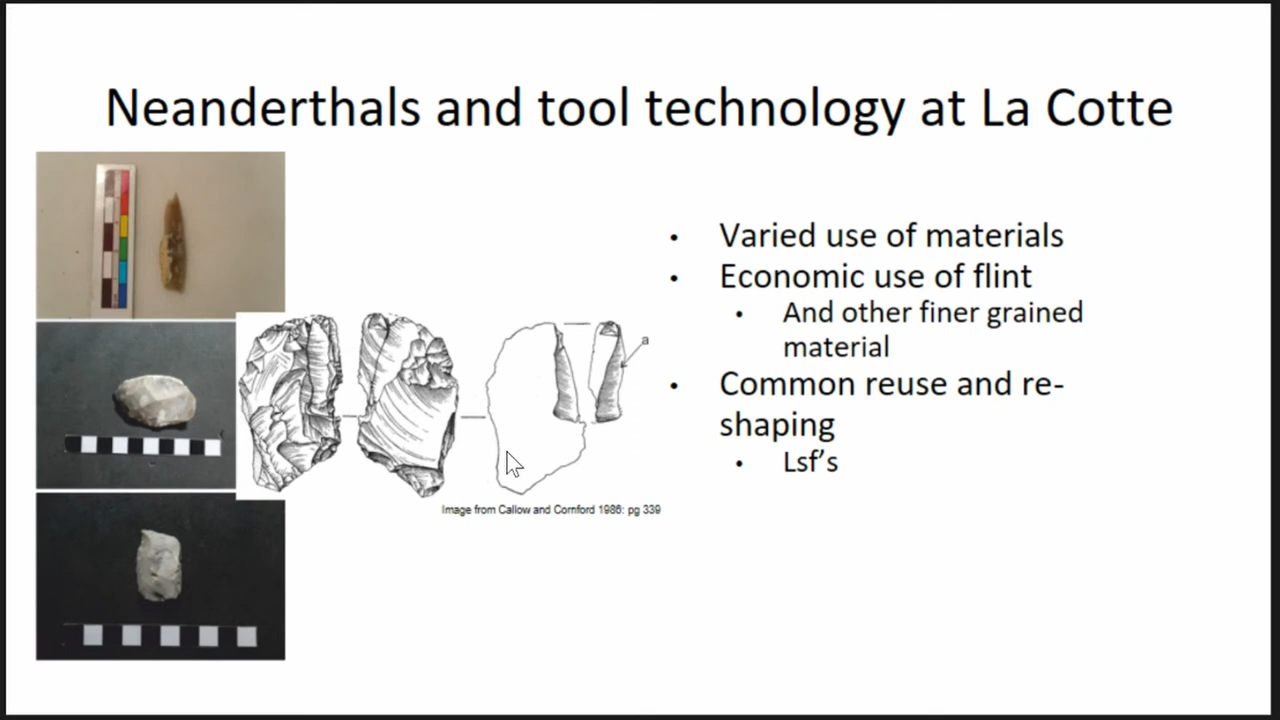 Neanderthals and tool technology at La Cotte
• Varied use of materials
• Economic use of flint
• And other finer grained
material
• Common reuse and re-
shaping
• Lsf's
a
Image from Callow and Cornford 1986: pg 339